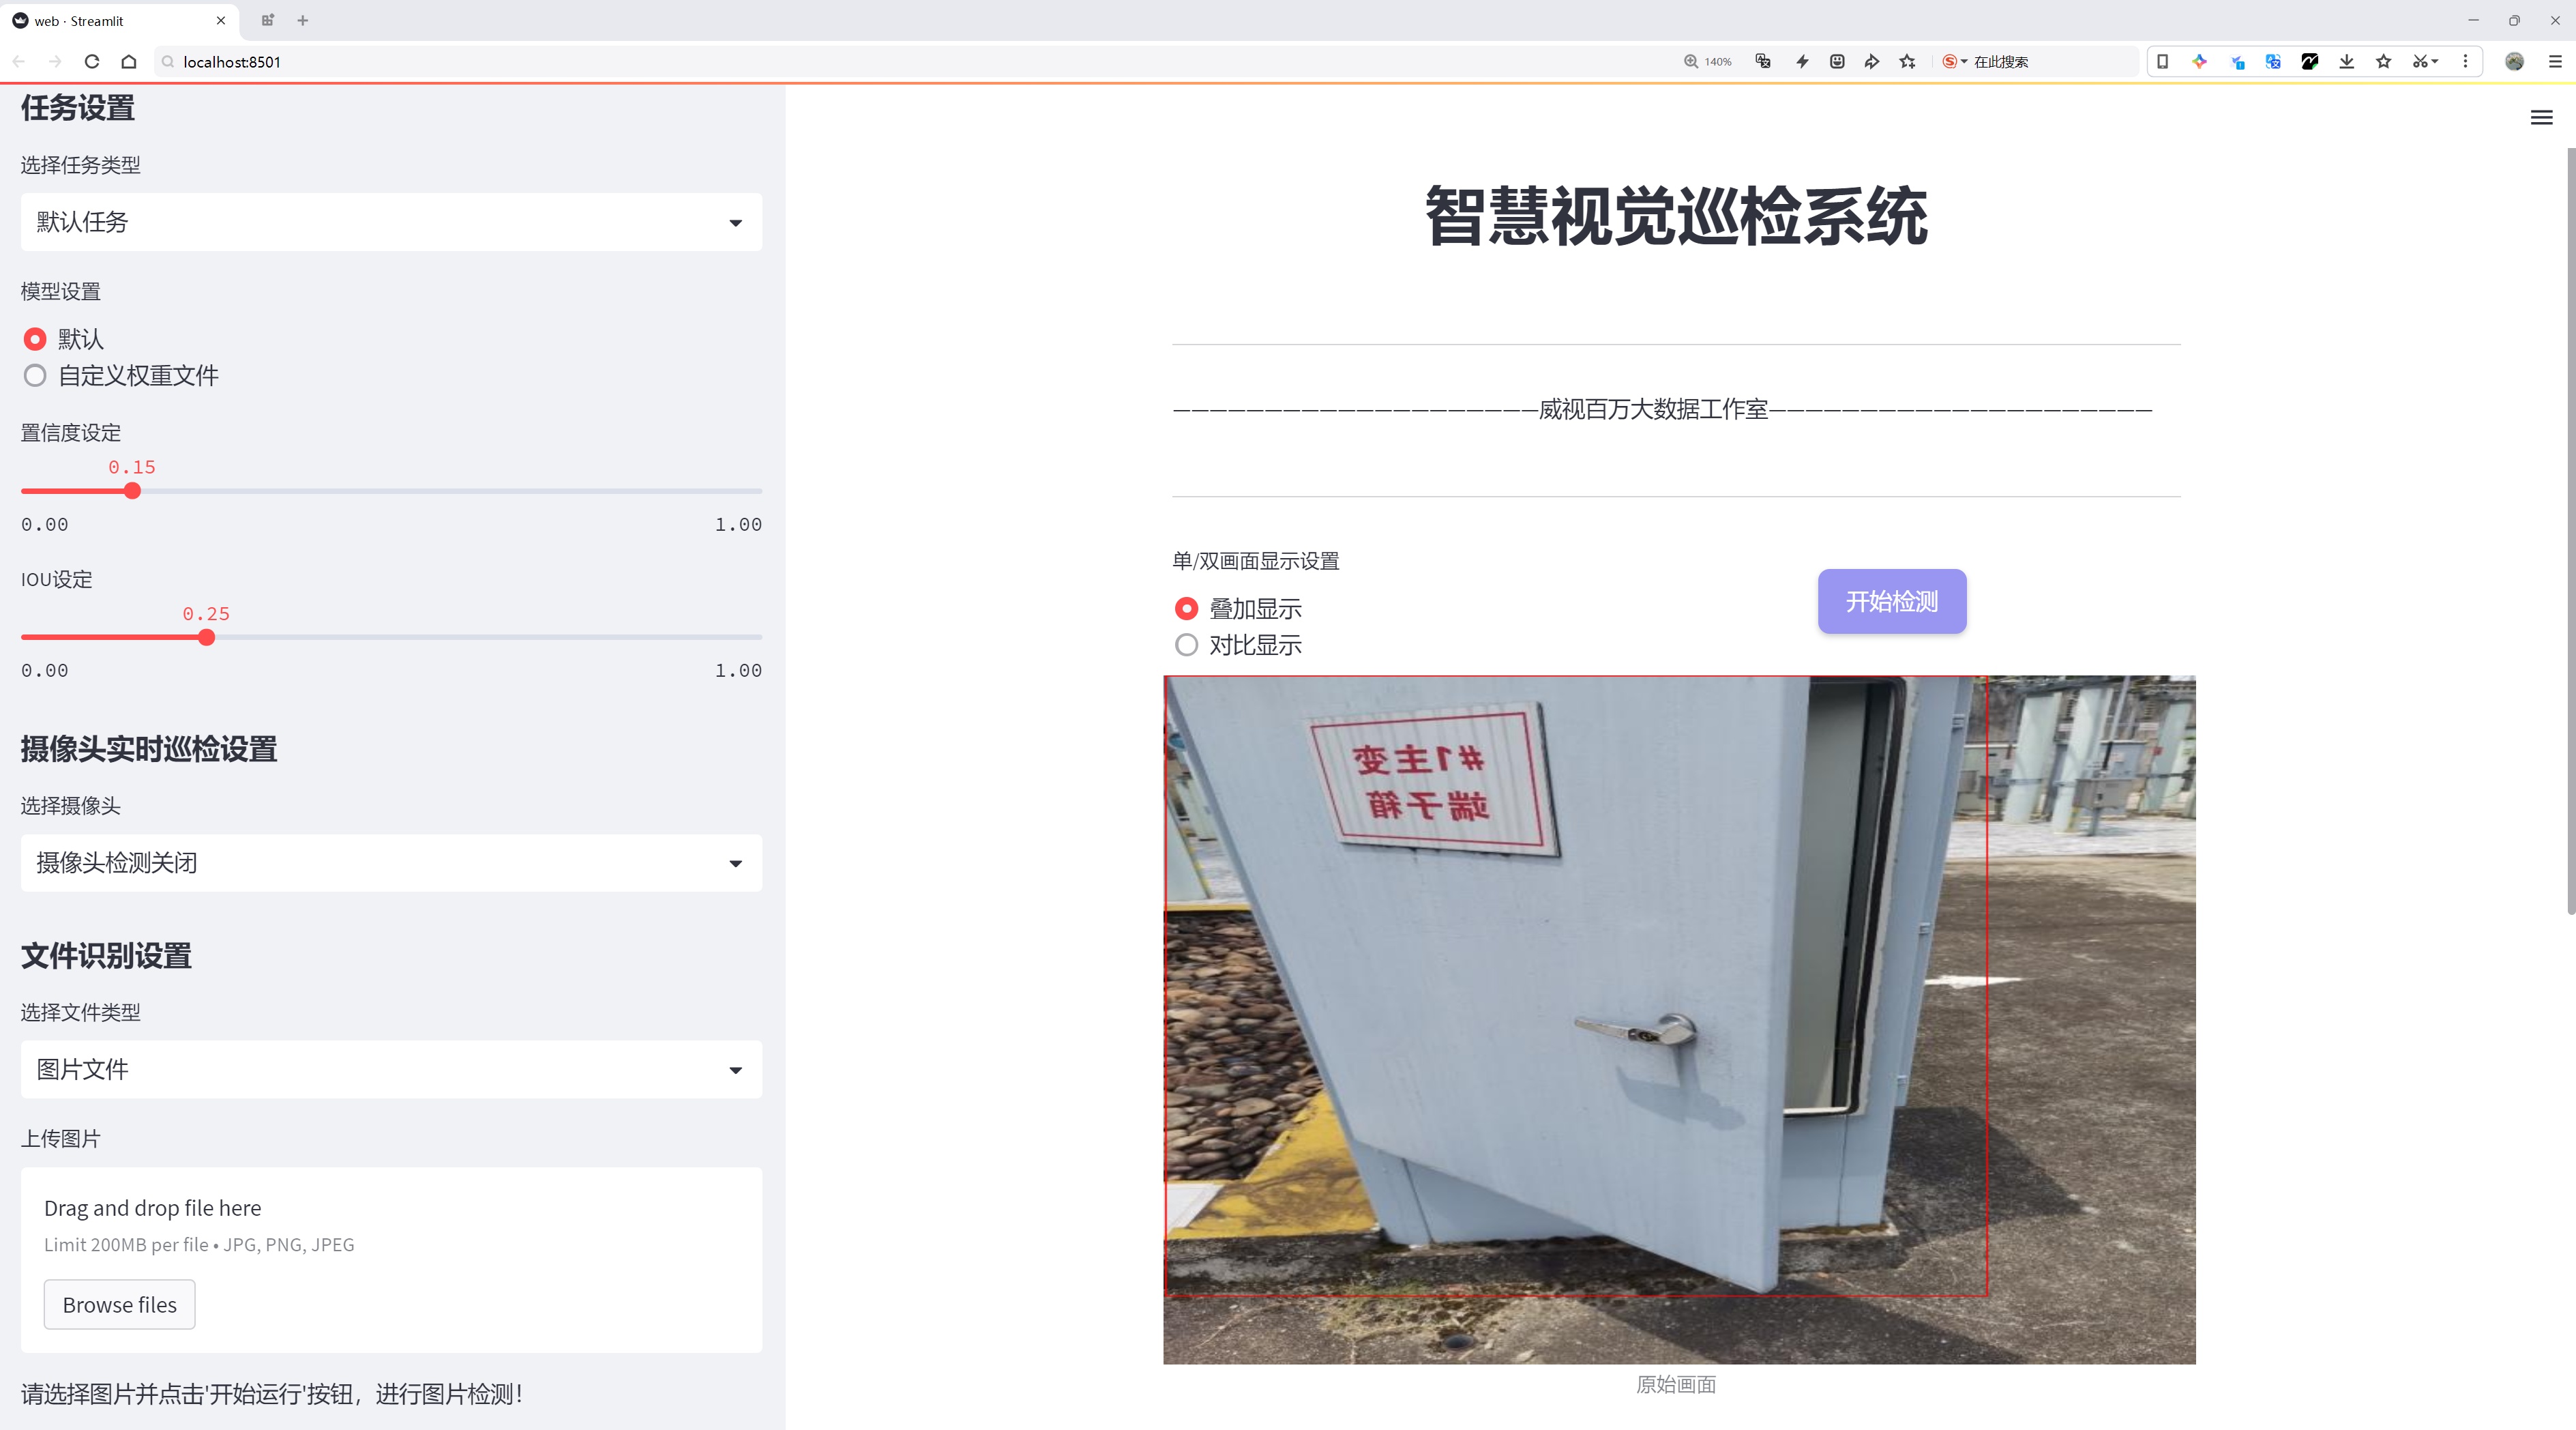 web · Streamlit
localhost:8501
140%
在此搜索
任务设置
选择任务类型
默认任务
模型设置
默认
自定义权重文件
置信度设定
0.15
0.00 1.00
IOU设定
0.25
0.00 1.00
摄像头实时巡检设置
选择摄像头
摄像头检测关闭
文件识别设置
选择文件类型
图片文件
上传图片
Drag and drop file here
Limit 200MB per file • JPG, PNG, JPEG
Browse files
请选择图片并点击'开始运行'按钮，进行图片检测！
智慧视觉巡检系统
—————————————————————威视百万大数据工作室——————————————————————
单/双画面显示设置
叠加显示
对比显示
开始检测
#1主变
端子箱
原始画面